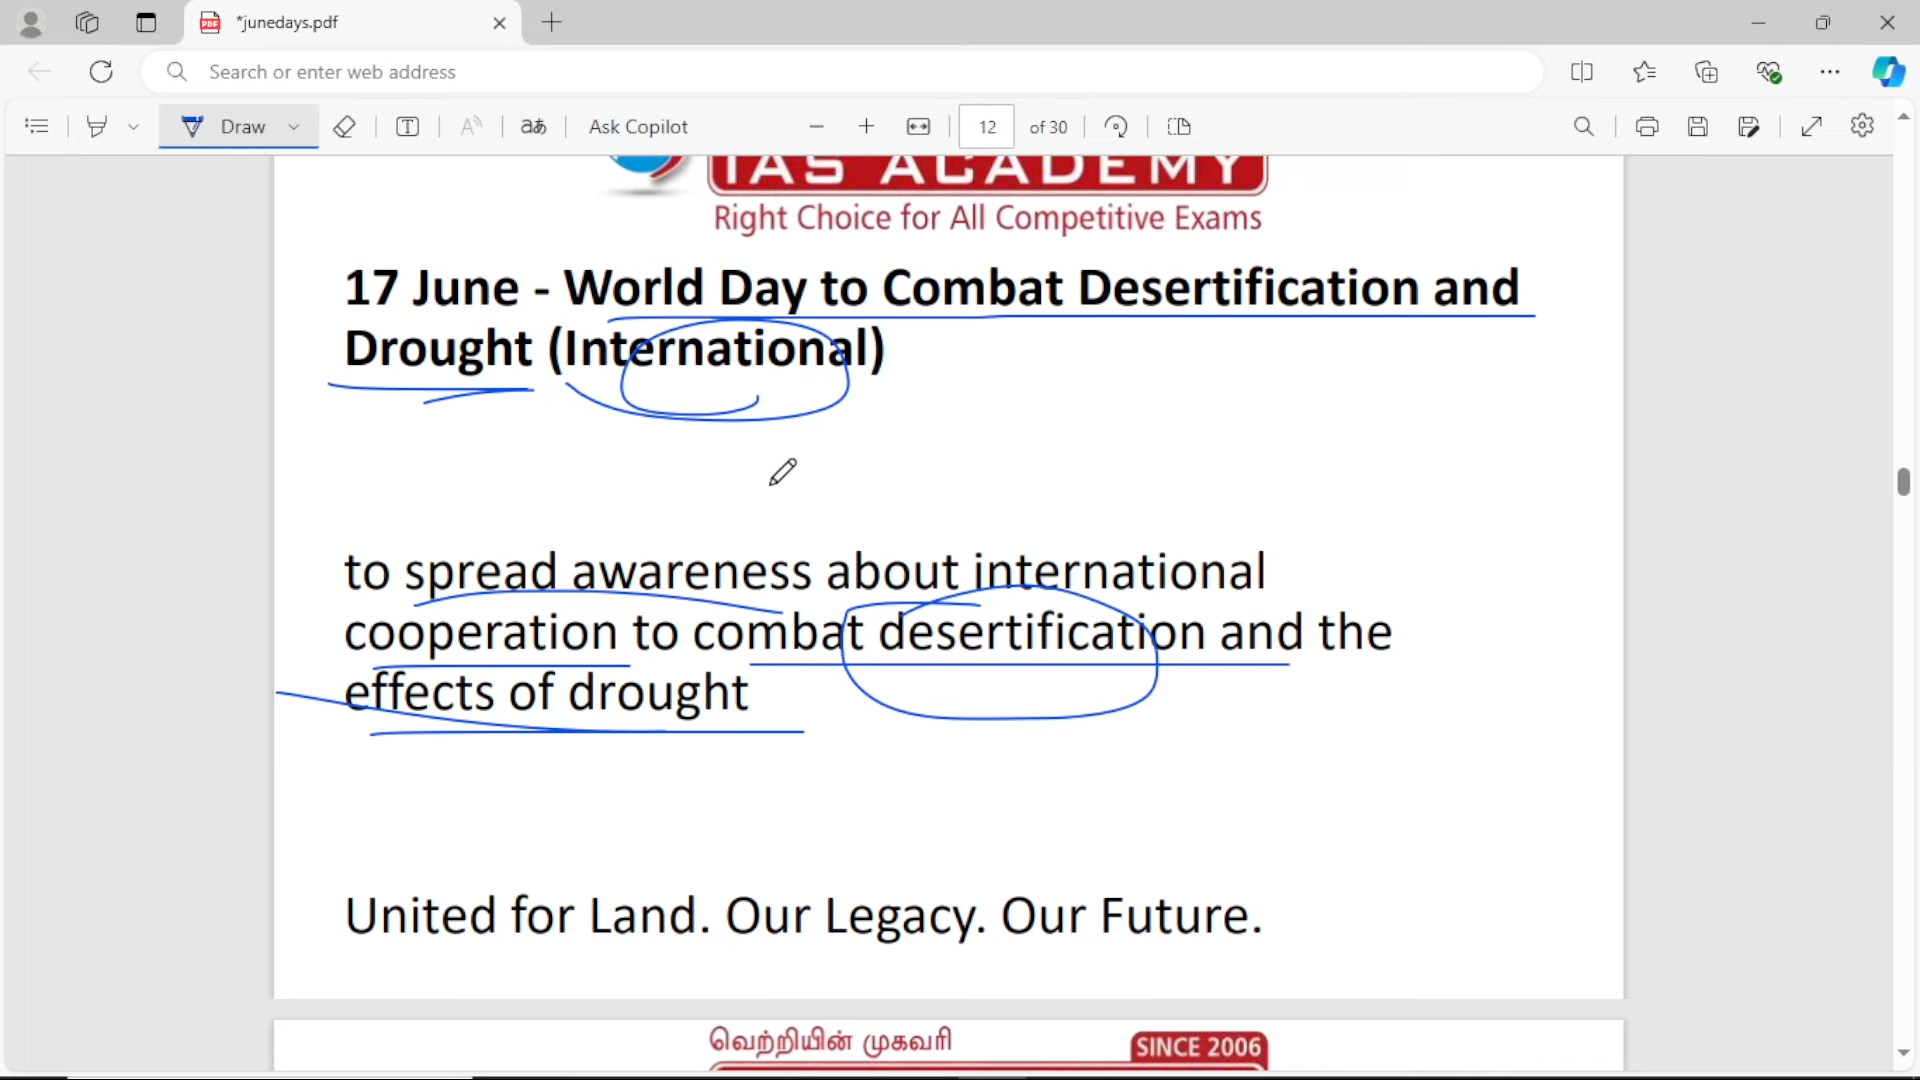 *junedays.pdf
Search or enter web address
Draw
Ask Copilot
12 of 30
IAS ACADEMY
Right Choice for All Competitive Exams
17 June - World Day to Combat Desertification and
Drought (International)
to spread awareness about international
cooperation to combat desertification and the
effects of drought
United for Land. Our Legacy. Our Future.
வெற்றியின் முகவரி
SINCE 2006